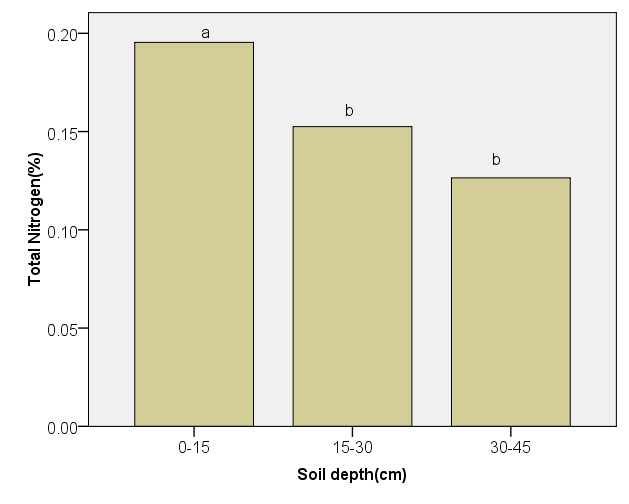 Total Nitrogen(%)
0.20
0.15
0.10
0.05
0.00
a
b
b
0-15
15-30
30-45
Soil depth(cm)